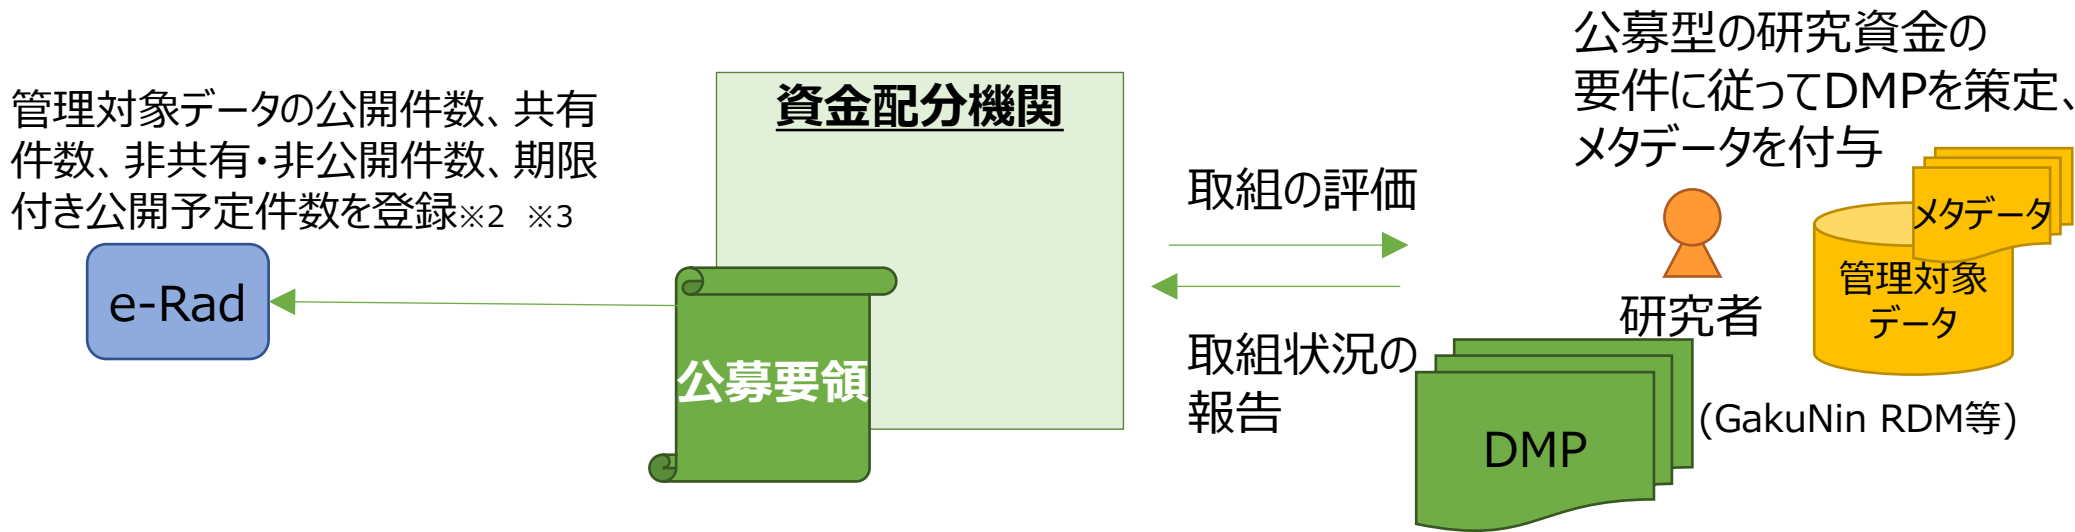 管理対象データの公開件数、共有
件数、非共有・非公開件数、期限
付き公開予定件数を登録※2 ※3
e-Rad
資金配分機関
公募要領
取組の評価
取組状況の
報告
公募型の研究資金の
要件に従ってDMPを策定、
メタデータを付与
メタデータ
管理対象
データ
研究者
(GakuNin RDM等)
DMP